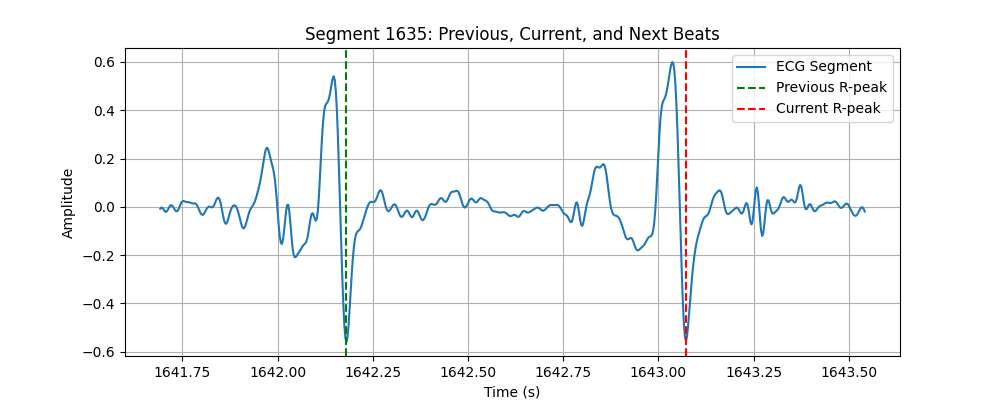 Segment 1635: Previous, Current, and Next Beats
ECG Segment
Previous R-peak
Current R-peak
0.6
0.4
0.2
0.0
−0.2
−0.4
−0.6
Amplitude
1641.75 1642.00 1642.25 1642.50 1642.75 1643.00 1643.25 1643.50
Time (s)